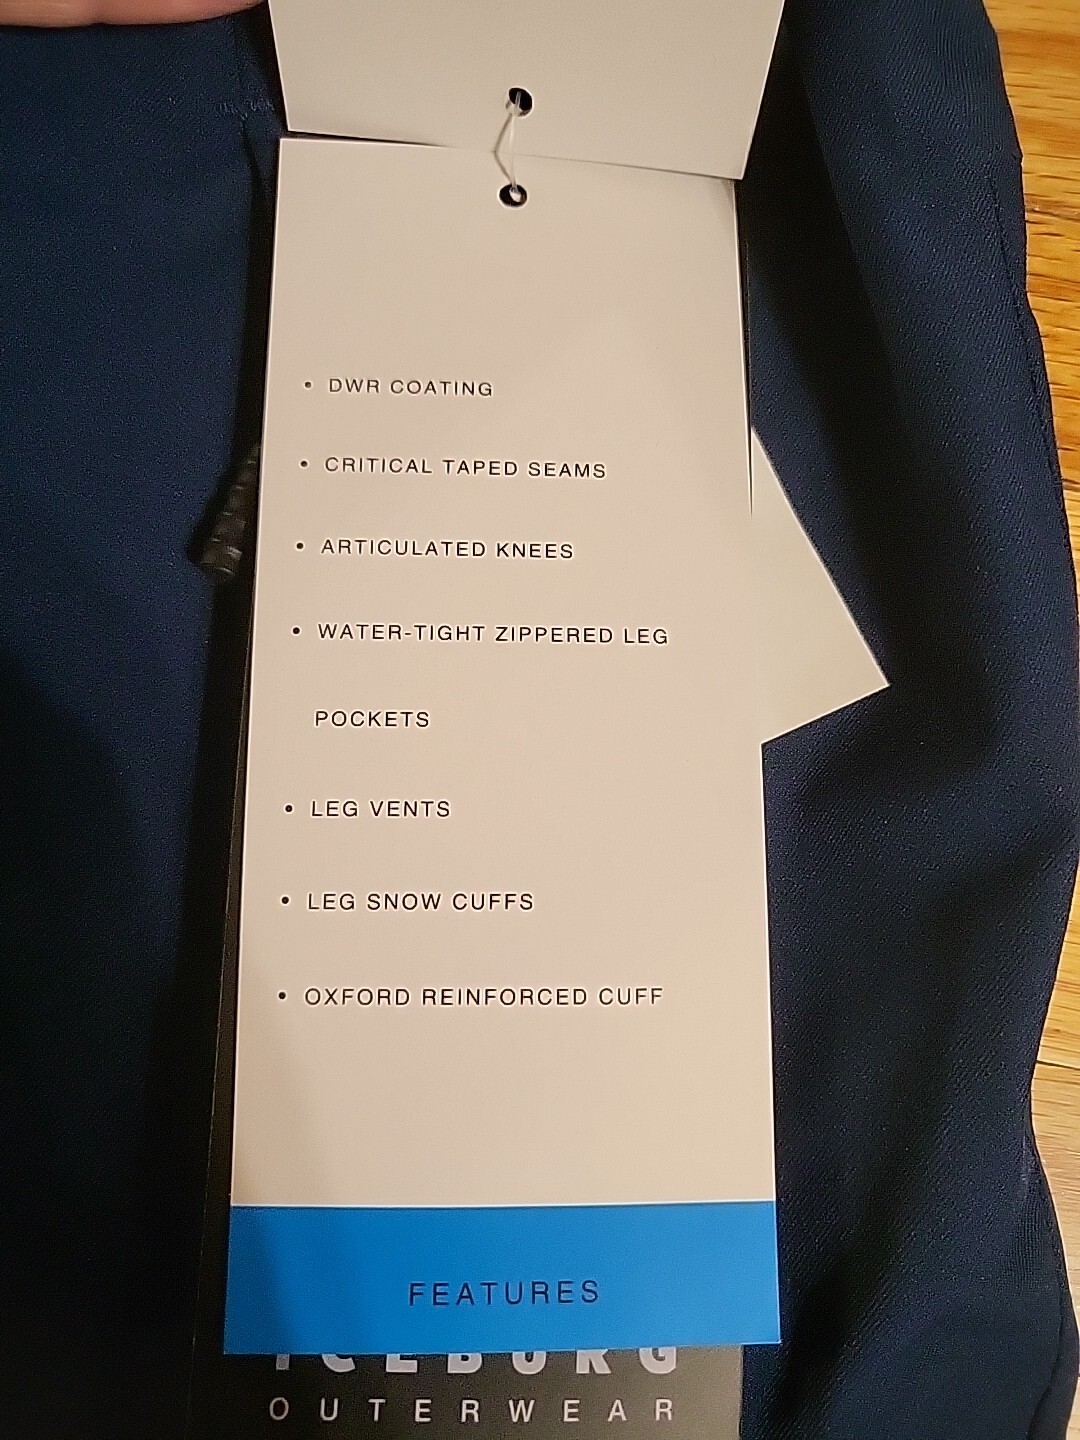 • DWR COATING
• CRITICAL TAPED SEAMS
• ARTICULATED KNEES
• WATER-TIGHT ZIPPERED LEG
POCKETS
• LEG VENTS
• LEG SNOW CUFFS
• OXFORD REINFORCED CUFF
FEATURES
ICEBURG
OUTERWEAR